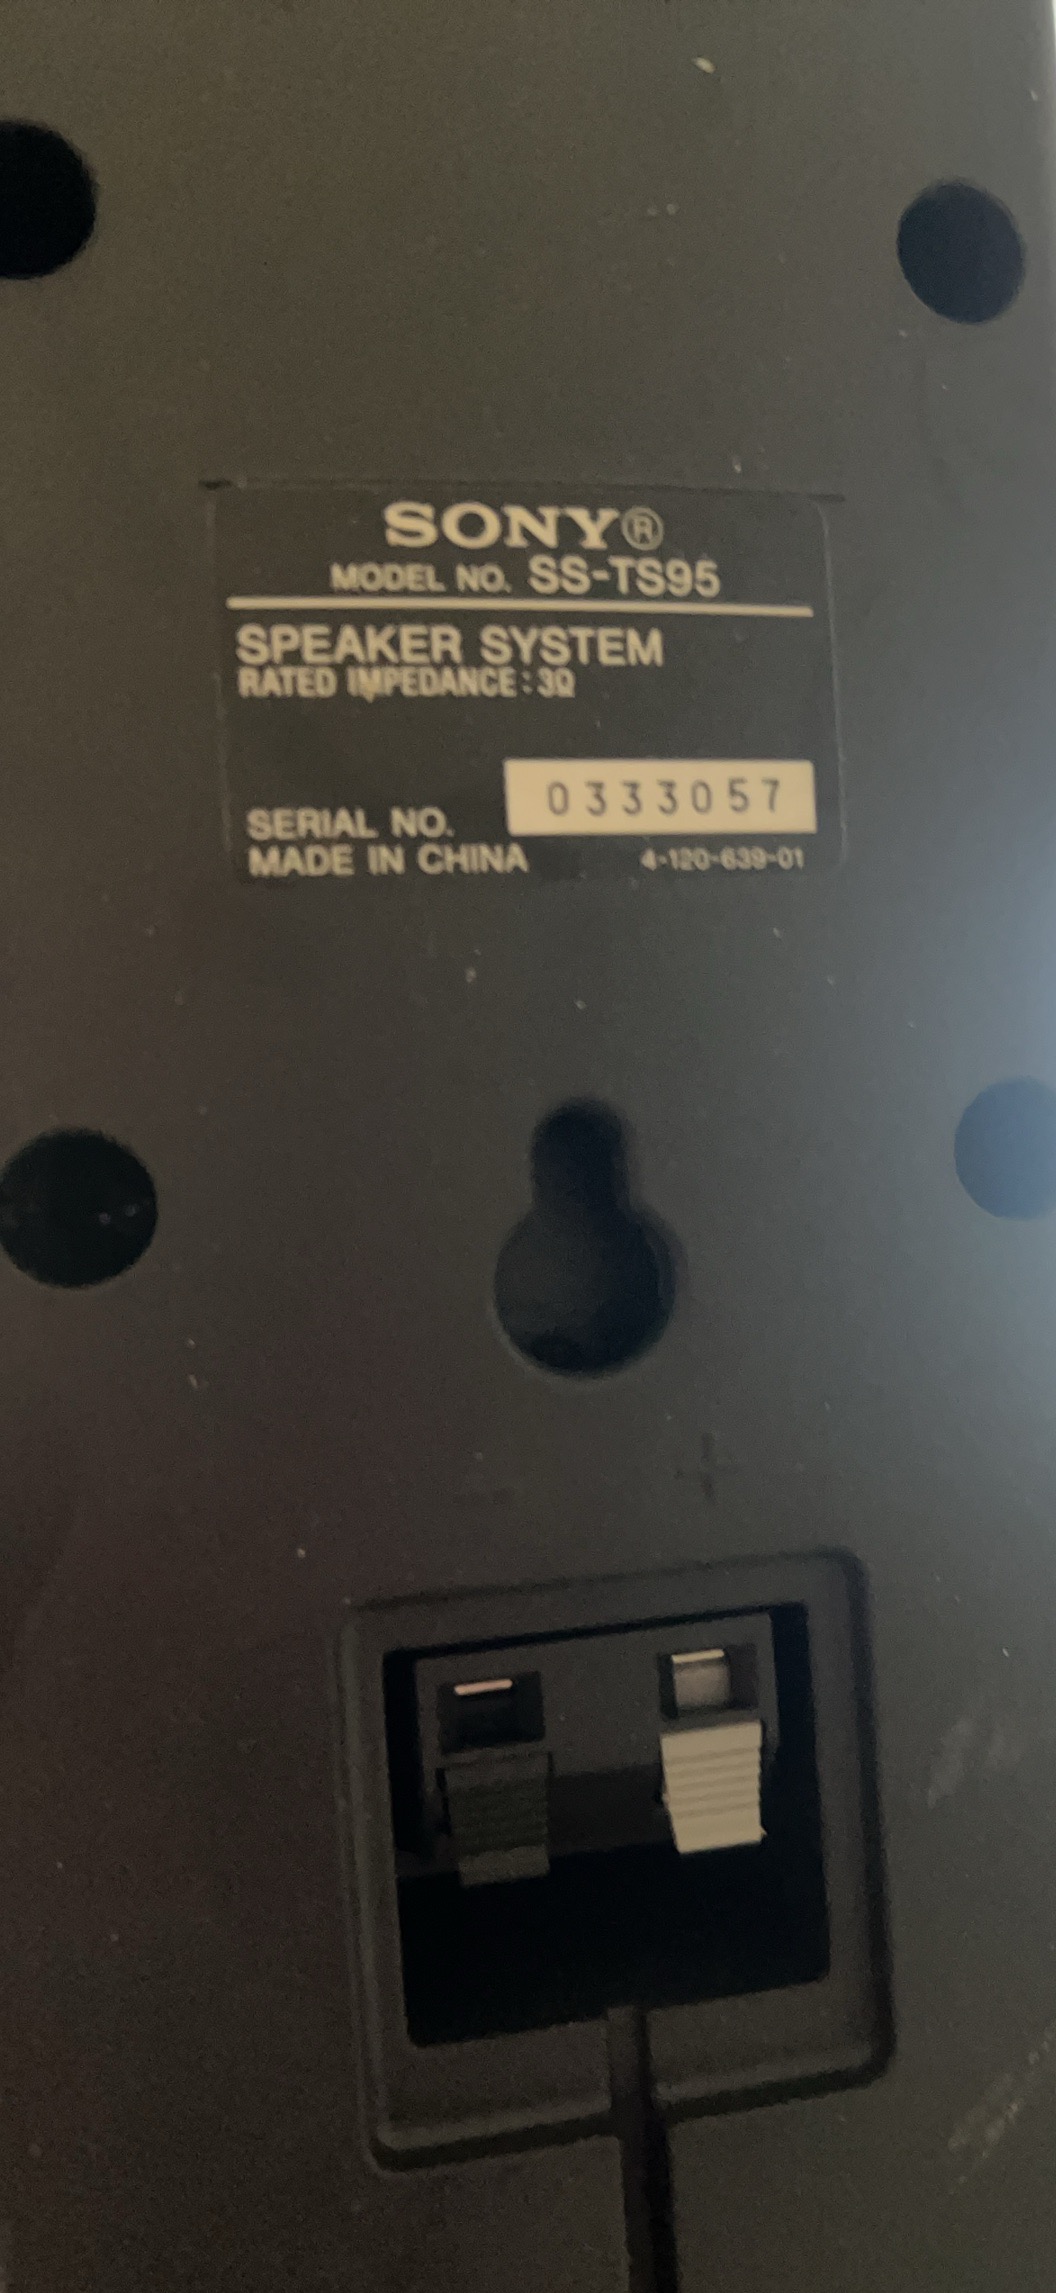 SONY®
MODEL NO. SS-TS95
SPEAKER SYSTEM
RATED IMPEDANCE : 3Ω
0333057
SERIAL NO.
MADE IN CHINA 4-120-639-01
− +